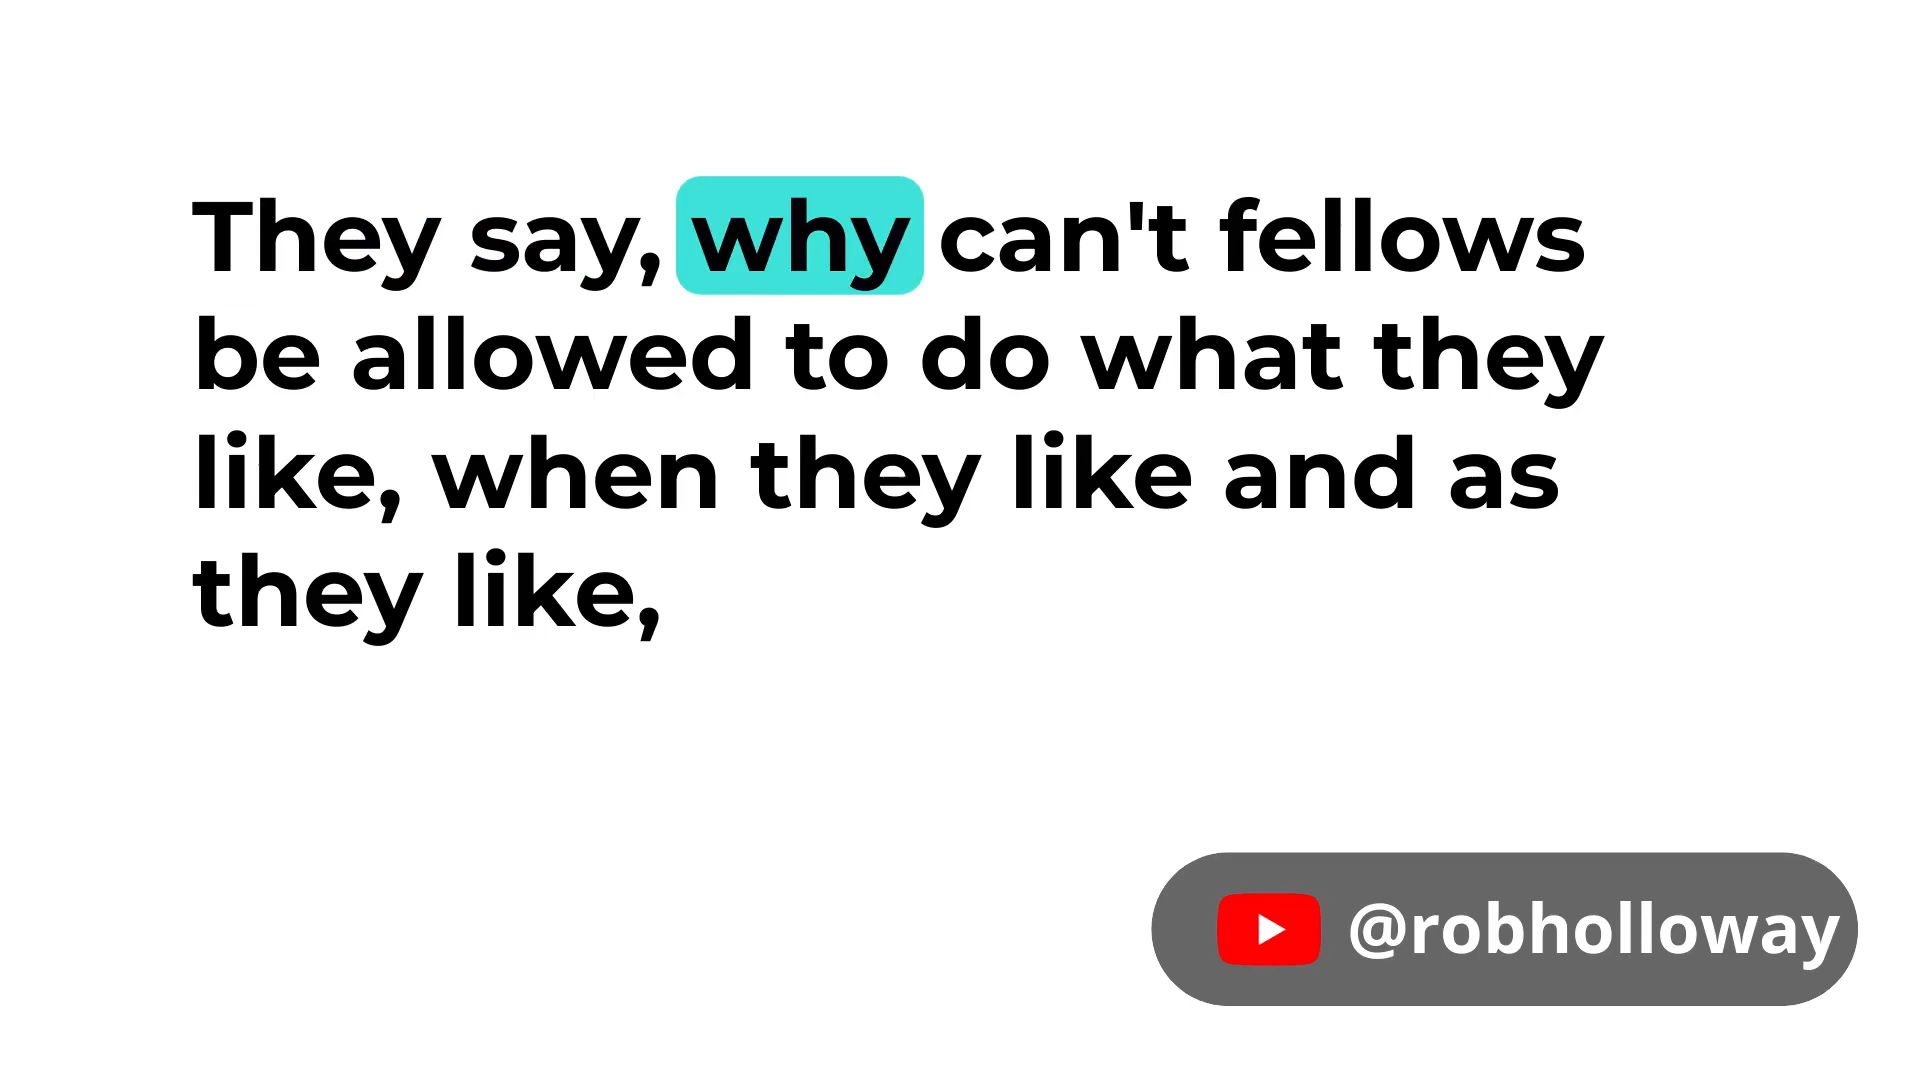 They say, why can't fellows
be allowed to do what they
like, when they like and as
they like,
@robholloway